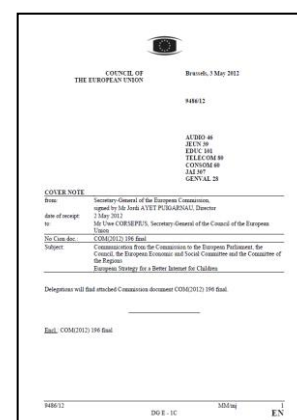 COUNCIL OF
THE EUROPEAN UNION
Brussels, 3 May 2012
9486/12
AUDIO 46
JEUN 39
EDUC 101
TELECOM 89
CONSOM 60
JAI 307
GENVAL 28
COVER NOTE
from: Secretary-General of the European Commission,
signed by Mr Jordi AYET PUIGARNAU, Director
date of receipt: 2 May 2012
to: Mr Uwe CORSEPIUS, Secretary-General of the Council of the European
Union
No Cion doc.: COM(2012) 196 final
Subject: Communication from the Commission to the European Parliament, the
Council, the European Economic and Social Committee and the Committee of
the Regions
European Strategy for a Better Internet for Children
Delegations will find attached Commission document COM(2012) 196 final.
Encl. COM(2012) 196 final
9486/12 MM/mj 1
DG E - 1C EN